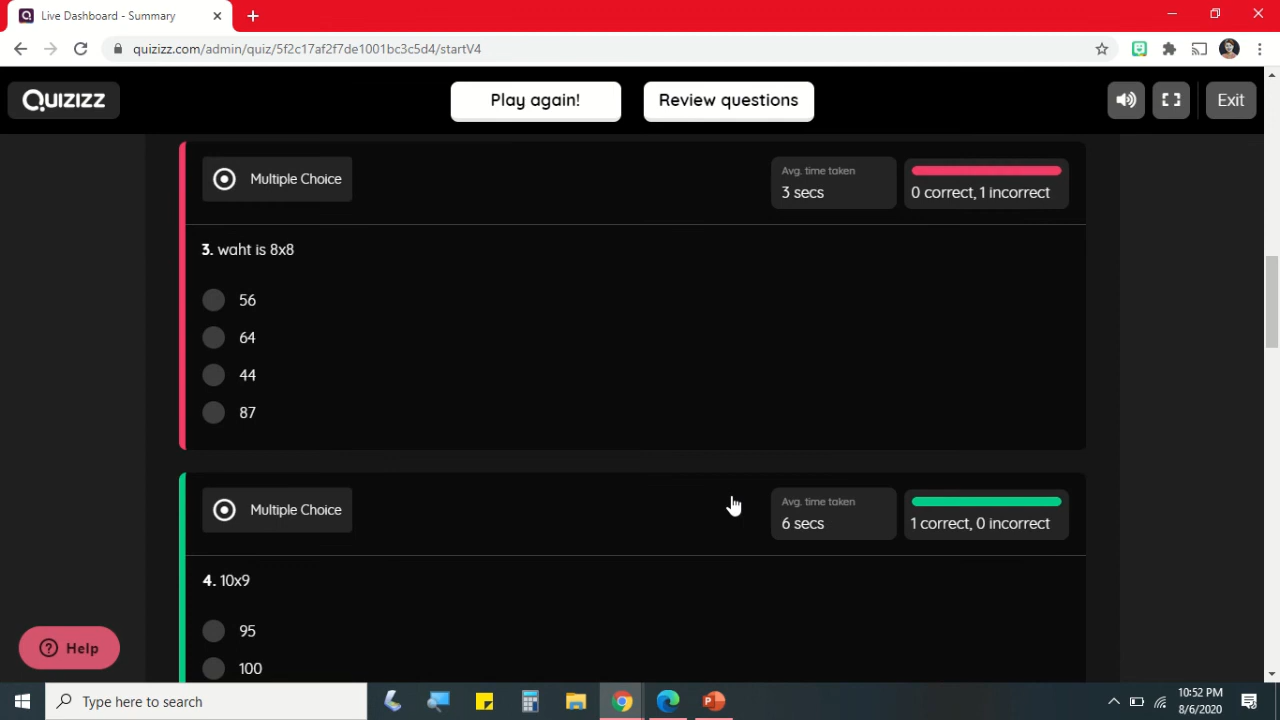 Live Dashboard - Summary
quizizz.com/admin/quiz/5f2c17af2f7de1001bc3c5d4/startV4
QUIZIZZ
Play again!
Review questions
Exit
Multiple Choice
Avg. time taken
3 secs
0 correct, 1 incorrect
3. waht is 8x8
56
64
44
87
Multiple Choice
Avg. time taken
6 secs
1 correct, 0 incorrect
4. 10x9
95
100
Help
Type here to search
10:52 PM
8/6/2020